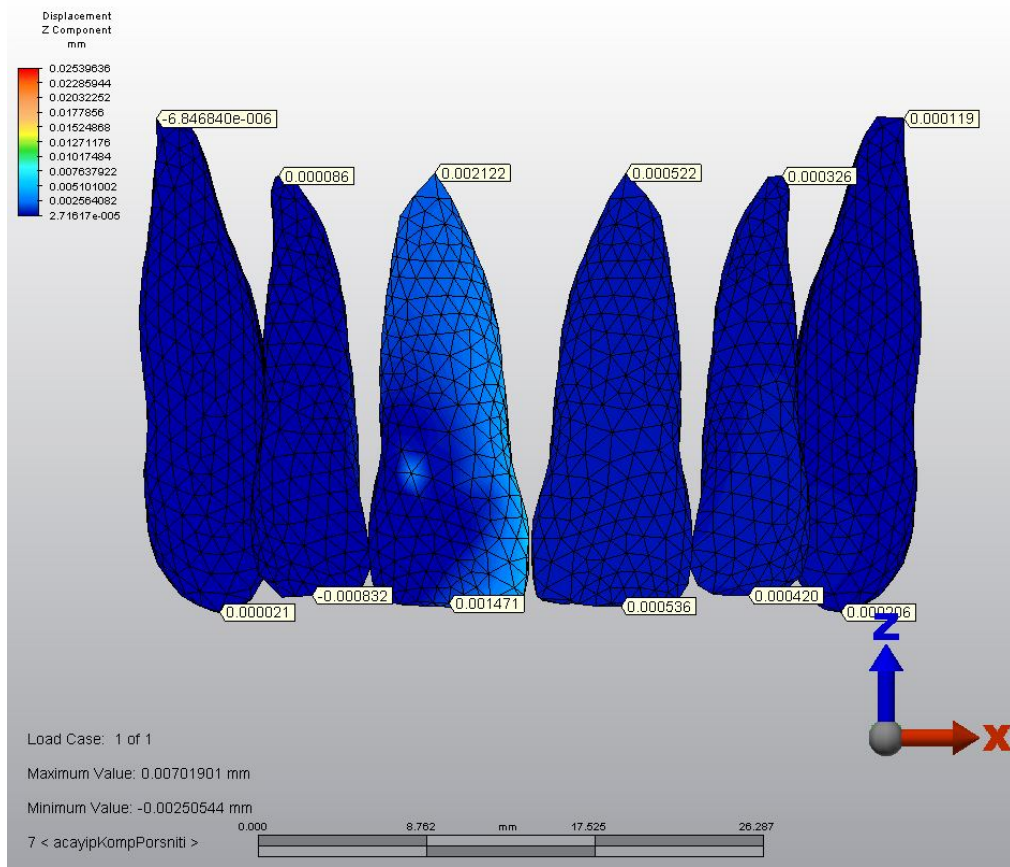 Displacement
Z Component
mm
0.02539636
0.02285944
0.02032252
0.0177856
0.01524868
0.01271176
0.01017484
0.007637922
0.005101002
0.002564082
2.71617e-005
-6.846840e-006
0.000086
0.002122
0.000522
0.000326
0.000119
0.000021
-0.000832
0.001471
0.000536
0.000420
0.000206
Z
X
Load Case: 1 of 1
Maximum Value: 0.00701901 mm
Minimum Value: -0.00250544 mm
0.000 8.762 mm 17.525 26.287
7 < acayipKompPorsniti >